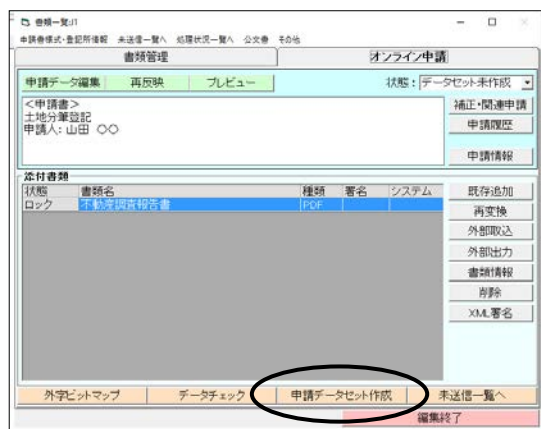 書類一覧:J1
申請書様式・登記所情報 未送信一覧へ 処理状況一覧へ 公文書 その他
書類管理 オンライン申請
申請データ編集 再反映 プレビュー 状態: データセット未作成
<申請書>
土地分筆登記
申請人: 山田 〇〇
補正・関連申請
申請履歴
申請情報
添付書類
状態 書類名 種類 署名 システム
ロック 不動産調査報告書 PDF
既存追加
再変換
外部取込
外部出力
書類情報
削除
XML署名
外字ビットマップ データチェック 申請データセット作成 未送信一覧へ
編集終了